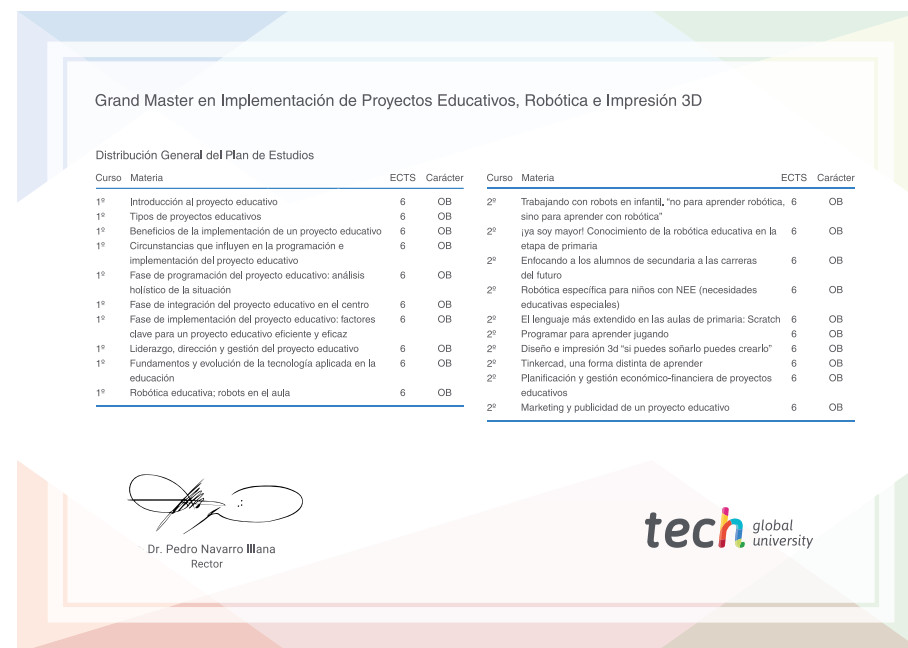 Grand Master en Implementación de Proyectos Educativos, Robótica e Impresión 3D
Distribución General del Plan de Estudios
Curso Materia ECTS Carácter
1º Introducción al proyecto educativo 6 OB
1º Tipos de proyectos educativos 6 OB
1º Beneficios de la implementación de un proyecto educativo 6 OB
1º Circunstancias que influyen en la programación e 6 OB
implementación del proyecto educativo
1º Fase de programación del proyecto educativo: análisis 6 OB
holístico de la situación
1º Fase de integración del proyecto educativo en el centro 6 OB
1º Fase de implementación del proyecto educativo: factores 6 OB
clave para un proyecto educativo eficiente y eficaz
1º Liderazgo, dirección y gestión del proyecto educativo 6 OB
1º Fundamentos y evolución de la tecnología aplicada en la 6 OB
educación
1º Robótica educativa; robots en el aula 6 OB
Curso Materia ECTS Carácter
2º Trabajando con robots en infantil, “no para aprender robótica, 6 OB
sino para aprender con robótica”
2º ¡ya soy mayor! Conocimiento de la robótica educativa en la 6 OB
etapa de primaria
2º Enfocando a los alumnos de secundaria a las carreras 6 OB
del futuro
2º Robótica específica para niños con NEE (necesidades 6 OB
educativas especiales)
2º El lenguaje más extendido en las aulas de primaria: Scratch 6 OB
2º Programar para aprender jugando 6 OB
2º Diseño e impresión 3d “si puedes soñarlo puedes crearlo” 6 OB
2º Tinkercad, una forma distinta de aprender 6 OB
2º Planificación y gestión económico-financiera de proyectos 6 OB
educativos
2º Marketing y publicidad de un proyecto educativo 6 OB
Dr. Pedro Navarro Illana
Rector
tech global
university